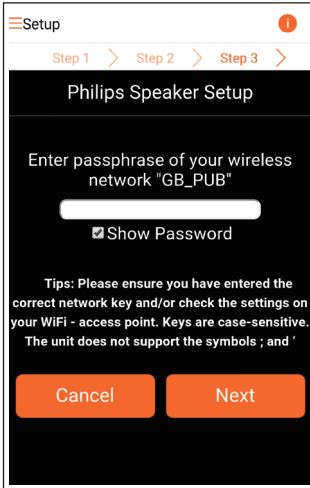 Setup
Step 1 Step 2 Step 3
Philips Speaker Setup
Enter passphrase of your wireless
network "GB_PUB"
Show Password
Tips: Please ensure you have entered the
correct network key and/or check the settings on
your WiFi - access point. Keys are case-sensitive.
The unit does not support the symbols ; and '
Cancel Next